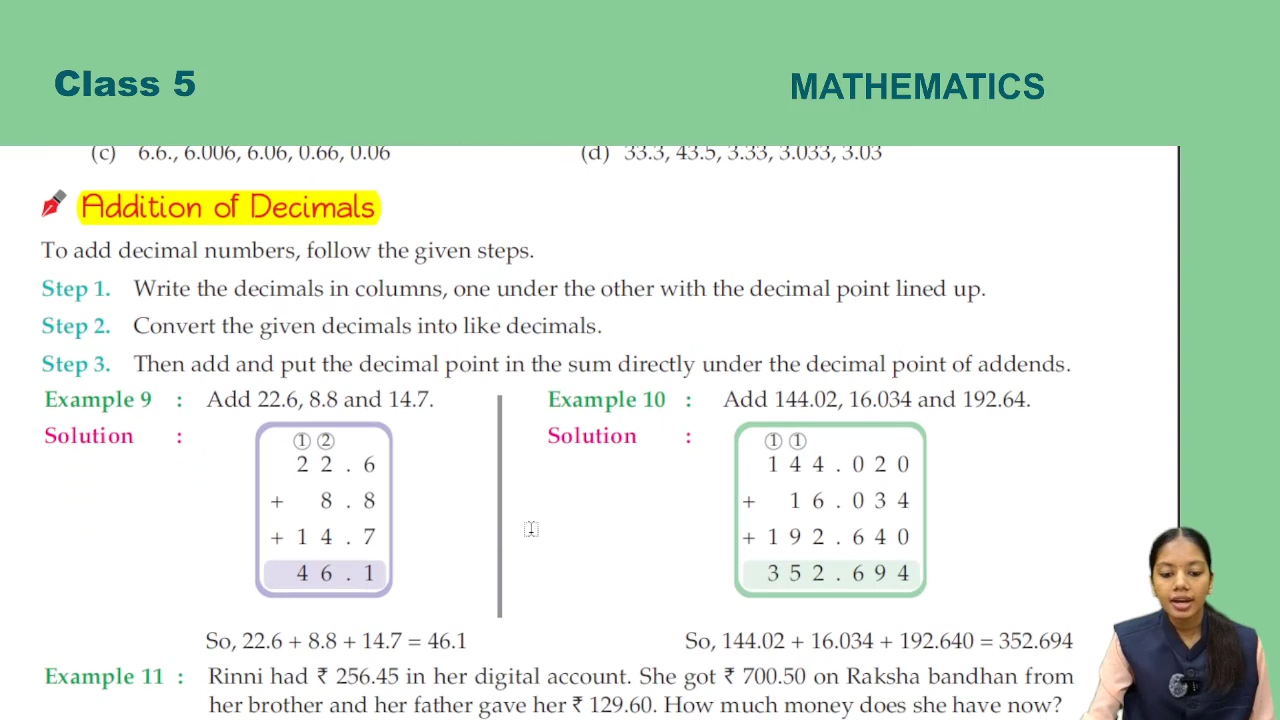 Class 5
MATHEMATICS
(c) 6.6., 6.006, 6.06, 0.66, 0.06
(d) 33.3, 43.5, 3.33, 3.033, 3.03
Addition of Decimals
To add decimal numbers, follow the given steps.
Step 1. Write the decimals in columns, one under the other with the decimal point lined up.
Step 2. Convert the given decimals into like decimals.
Step 3. Then add and put the decimal point in the sum directly under the decimal point of addends.
Example 9 : Add 22.6, 8.8 and 14.7.
Solution :
① ②
2 2 . 6
+ 8 . 8
+ 1 4 . 7
4 6 . 1
So, 22.6 + 8.8 + 14.7 = 46.1
Example 10 : Add 144.02, 16.034 and 192.64.
Solution :
① ①
1 4 4 . 0 2 0
+ 1 6 . 0 3 4
+ 1 9 2 . 6 4 0
3 5 2 . 6 9 4
So, 144.02 + 16.034 + 192.640 = 352.694
Example 11 : Rinni had ₹ 256.45 in her digital account. She got ₹ 700.50 on Raksha bandhan from
her brother and her father gave her ₹ 129.60. How much money does she have now?